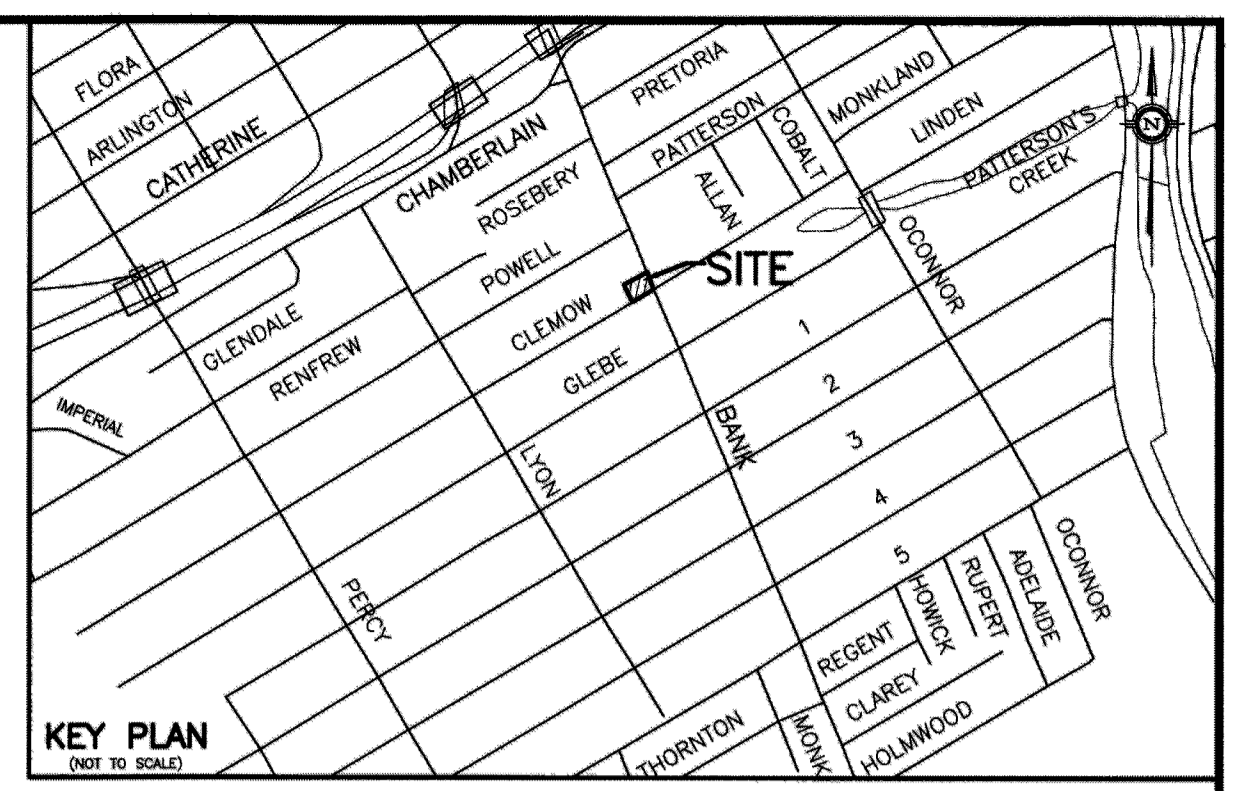 FLORA
ARLINGTON
CATHERINE
CHAMBERLAIN
PRETORIA
PATTERSON
COBALT
MONKLAND
LINDEN
PATTERSON'S
CREEK
N
ALLAN
ROSEBERY
POWELL
CLEMOW
GLEBE
SITE
OCONNOR
GLENDALE
RENFREW
IMPERIAL
LYON
BANK
PERCY
1
2
3
4
5
HOWICK
RUPERT
ADELAIDE
OCONNOR
REGENT
CLAREY
HOLMWOOD
THORNTON
MONK
KEY PLAN
(NOT TO SCALE)